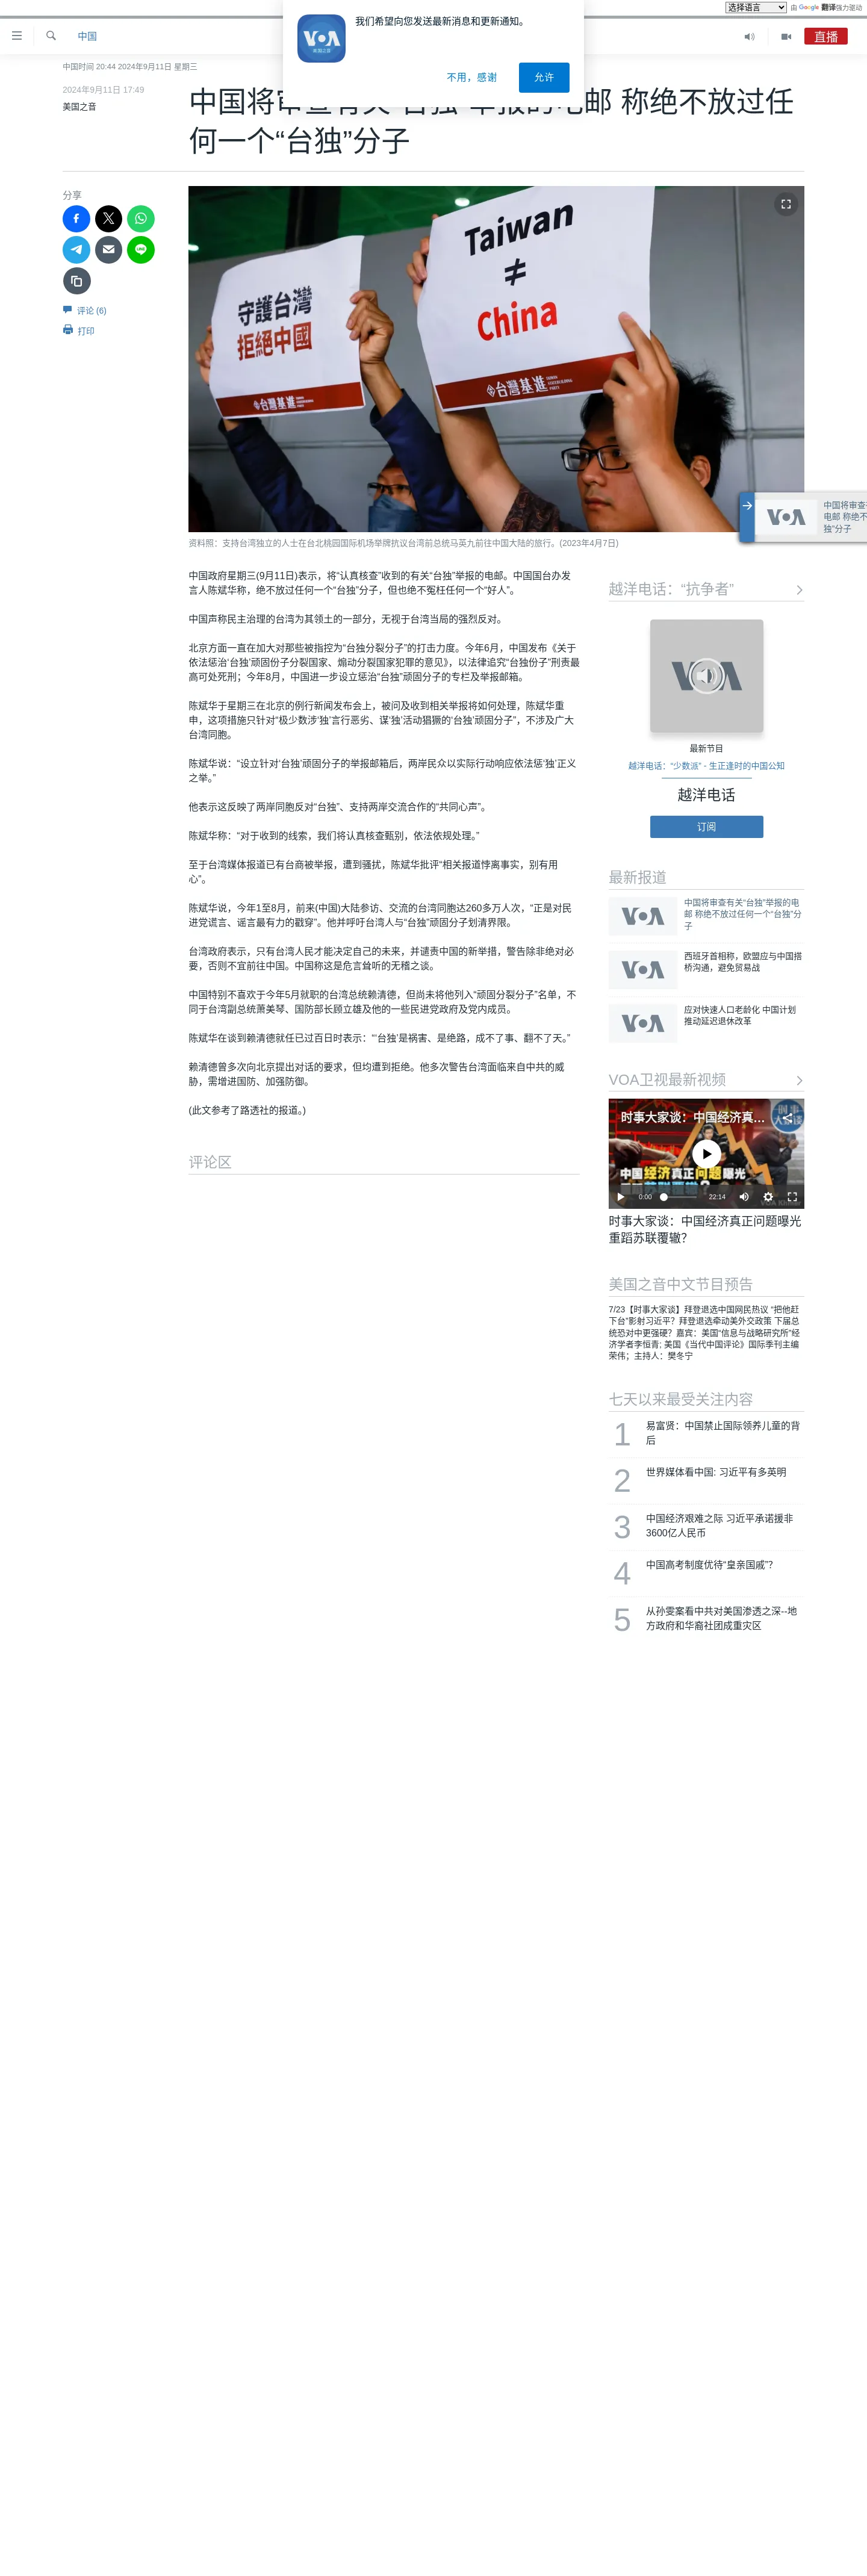 选择语言
由 Google 翻译强力驱动
我们希望向您发送最新消息和更新通知。
VOA
美国之音
不用，感谢
允许
中国
直播
中国时间 20:44 2024年9月11日 星期三
2024年9月11日 17:49
美国之音
中国将审查有关“台独”举报的电邮 称绝不放过任
何一个“台独”分子
分享
评论 (6)
打印
守護台灣
拒絕中國
台灣基進
Taiwan
≠
China
台灣基進
资料照：支持台湾独立的人士在台北桃园国际机场举牌抗议台湾前总统马英九前往中国大陆的旅行。(2023年4月7日)
VOA
中国将审查
电邮 称绝不
独”分子
中国政府星期三(9月11日)表示，将“认真核查”收到的有关“台独”举报的电邮。中国国台办发
言人陈斌华称，绝不放过任何一个“台独”分子，但也绝不冤枉任何一个“好人”。
中国声称民主治理的台湾为其领土的一部分，无视于台湾当局的强烈反对。
北京方面一直在加大对那些被指控为“台独分裂分子”的打击力度。今年6月，中国发布《关于
依法惩治‘台独’顽固份子分裂国家、煽动分裂国家犯罪的意见》，以法律追究“台独份子”刑责最
高可处死刑；今年8月，中国进一步设立惩治“台独”顽固分子的专栏及举报邮箱。
陈斌华于星期三在北京的例行新闻发布会上，被问及收到相关举报将如何处理，陈斌华重
申，这项措施只针对“极少数涉‘独’言行恶劣、谋‘独’活动猖獗的‘台独’顽固分子”，不涉及广大
台湾同胞。
陈斌华说：“设立针对‘台独’顽固分子的举报邮箱后，两岸民众以实际行动响应依法惩‘独’正义
之举。”
他表示这反映了两岸同胞反对“台独”、支持两岸交流合作的“共同心声”。
陈斌华称：“对于收到的线索，我们将认真核查甄别，依法依规处理。”
至于台湾媒体报道已有台商被举报，遭到骚扰，陈斌华批评“相关报道悖离事实，别有用
心”。
陈斌华说，今年1至8月，前来(中国)大陆参访、交流的台湾同胞达260多万人次，“正是对民
进党谎言、谣言最有力的戳穿”。他并呼吁台湾人与“台独”顽固分子划清界限。
台湾政府表示，只有台湾人民才能决定自己的未来，并谴责中国的新举措，警告除非绝对必
要，否则不宜前往中国。中国称这是危言耸听的无稽之谈。
中国特别不喜欢于今年5月就职的台湾总统赖清德，但尚未将他列入“顽固分裂分子”名单，不
同于台湾副总统萧美琴、国防部长顾立雄及他的一些民进党政府及党内成员。
陈斌华在谈到赖清德就任已过百日时表示：“‘台独’是祸害、是绝路，成不了事、翻不了天。”
赖清德曾多次向北京提出对话的要求，但均遭到拒绝。他多次警告台湾面临来自中共的威
胁，需增进国防、加强防御。
(此文参考了路透社的报道。)
评论区
越洋电话：“抗争者”
VOA
最新节目
越洋电话：“少数派” - 生正逢时的中国公知
越洋电话
订阅
最新报道
VOA
中国将审查有关“台独”举报的电
邮 称绝不放过任何一个“台独”分
子
VOA
西班牙首相称，欧盟应与中国搭
桥沟通，避免贸易战
VOA
应对快速人口老龄化 中国计划
推动延迟退休改革
VOA卫视最新视频
时事大家谈：中国经济真…
时事
大家谈
中国经济真正问题曝光
0:00
22:14
时事大家谈：中国经济真正问题曝光
重蹈苏联覆辙？
美国之音中文节目预告
7/23【时事大家谈】拜登退选中国网民热议 “把他赶
下台”影射习近平？拜登退选牵动美外交政策 下届总
统恐对中更强硬？嘉宾：美国“信息与战略研究所”经
济学者李恒青; 美国《当代中国评论》国际季刊主编
荣伟；主持人：樊冬宁
七天以来最受关注内容
1
易富贤：中国禁止国际领养儿童的背
后
2
世界媒体看中国: 习近平有多英明
3
中国经济艰难之际 习近平承诺援非
3600亿人民币
4
中国高考制度优待“皇亲国戚”？
5
从孙雯案看中共对美国渗透之深--地
方政府和华裔社团成重灾区